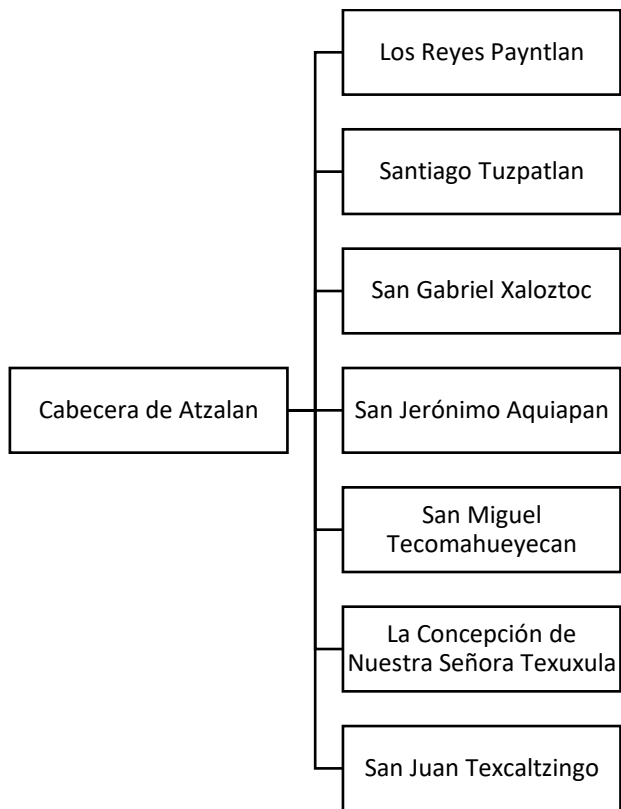 Los Reyes Payntlan
Santiago Tuzpatlan
San Gabriel Xaloztoc
Cabecera de Atzalan
San Jerónimo Aquiapan
San Miguel
Tecomahueyecan
La Concepción de
Nuestra Señora Texuxula
San Juan Texcaltzingo